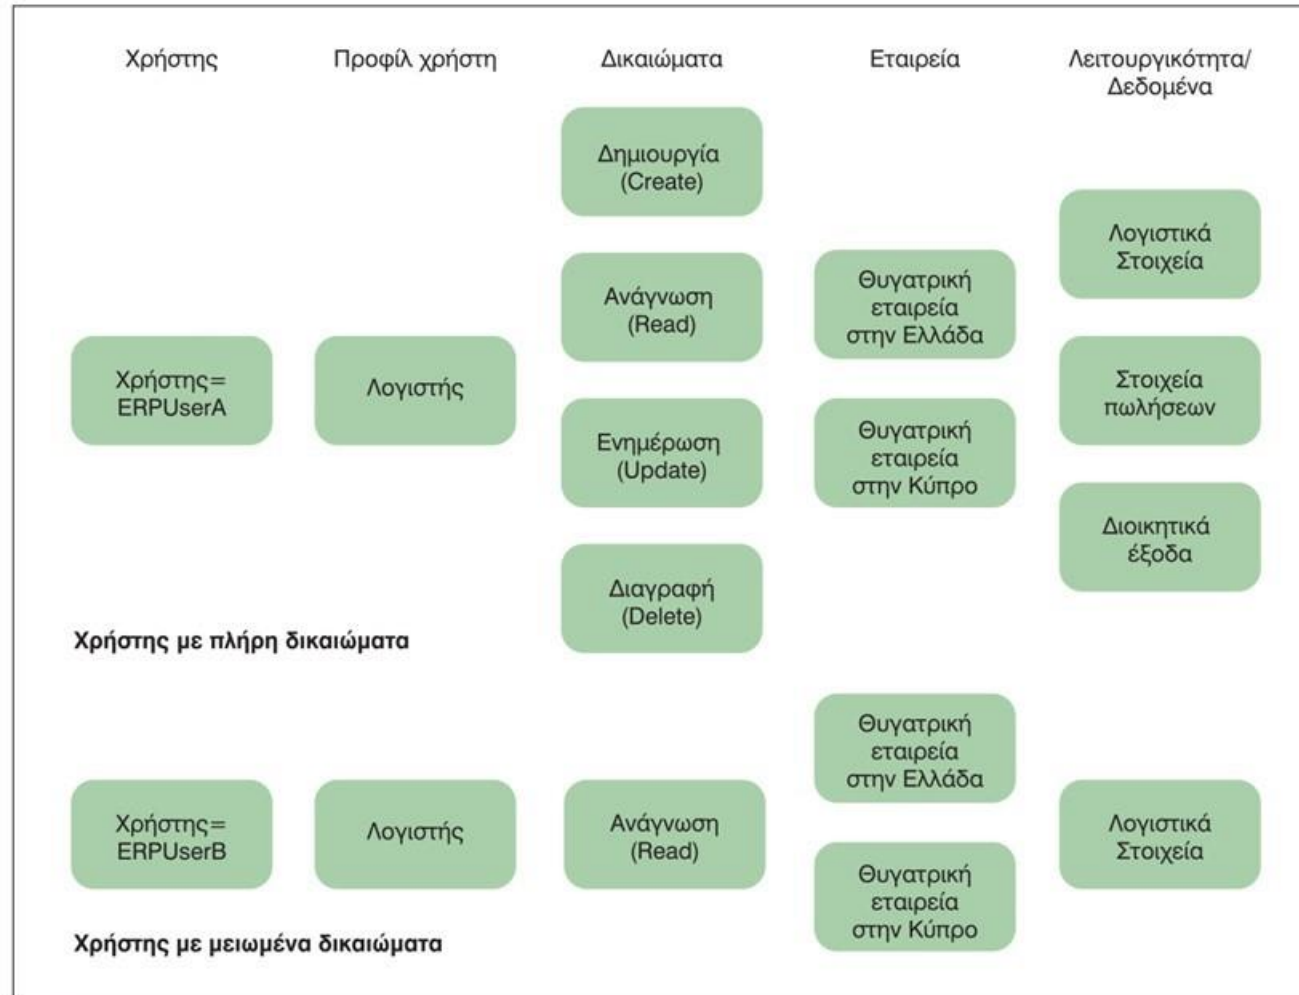 Χρήστης
Προφίλ χρήστη
Δικαιώματα
Εταιρεία
Λειτουργικότητα/
Δεδομένα
Χρήστης=
ERPUserA
Λογιστής
Δημιουργία
(Create)
Ανάγνωση
(Read)
Ενημέρωση
(Update)
Διαγραφή
(Delete)
Θυγατρική
εταιρεία
στην Ελλάδα
Θυγατρική
εταιρεία
στην Κύπρο
Λογιστικά
Στοιχεία
Στοιχεία
πωλήσεων
Διοικητικά
έξοδα
Χρήστης με πλήρη δικαιώματα
Χρήστης=
ERPUserB
Λογιστής
Ανάγνωση
(Read)
Θυγατρική
εταιρεία
στην Ελλάδα
Θυγατρική
εταιρεία
στην Κύπρο
Λογιστικά
Στοιχεία
Χρήστης με μειωμένα δικαιώματα